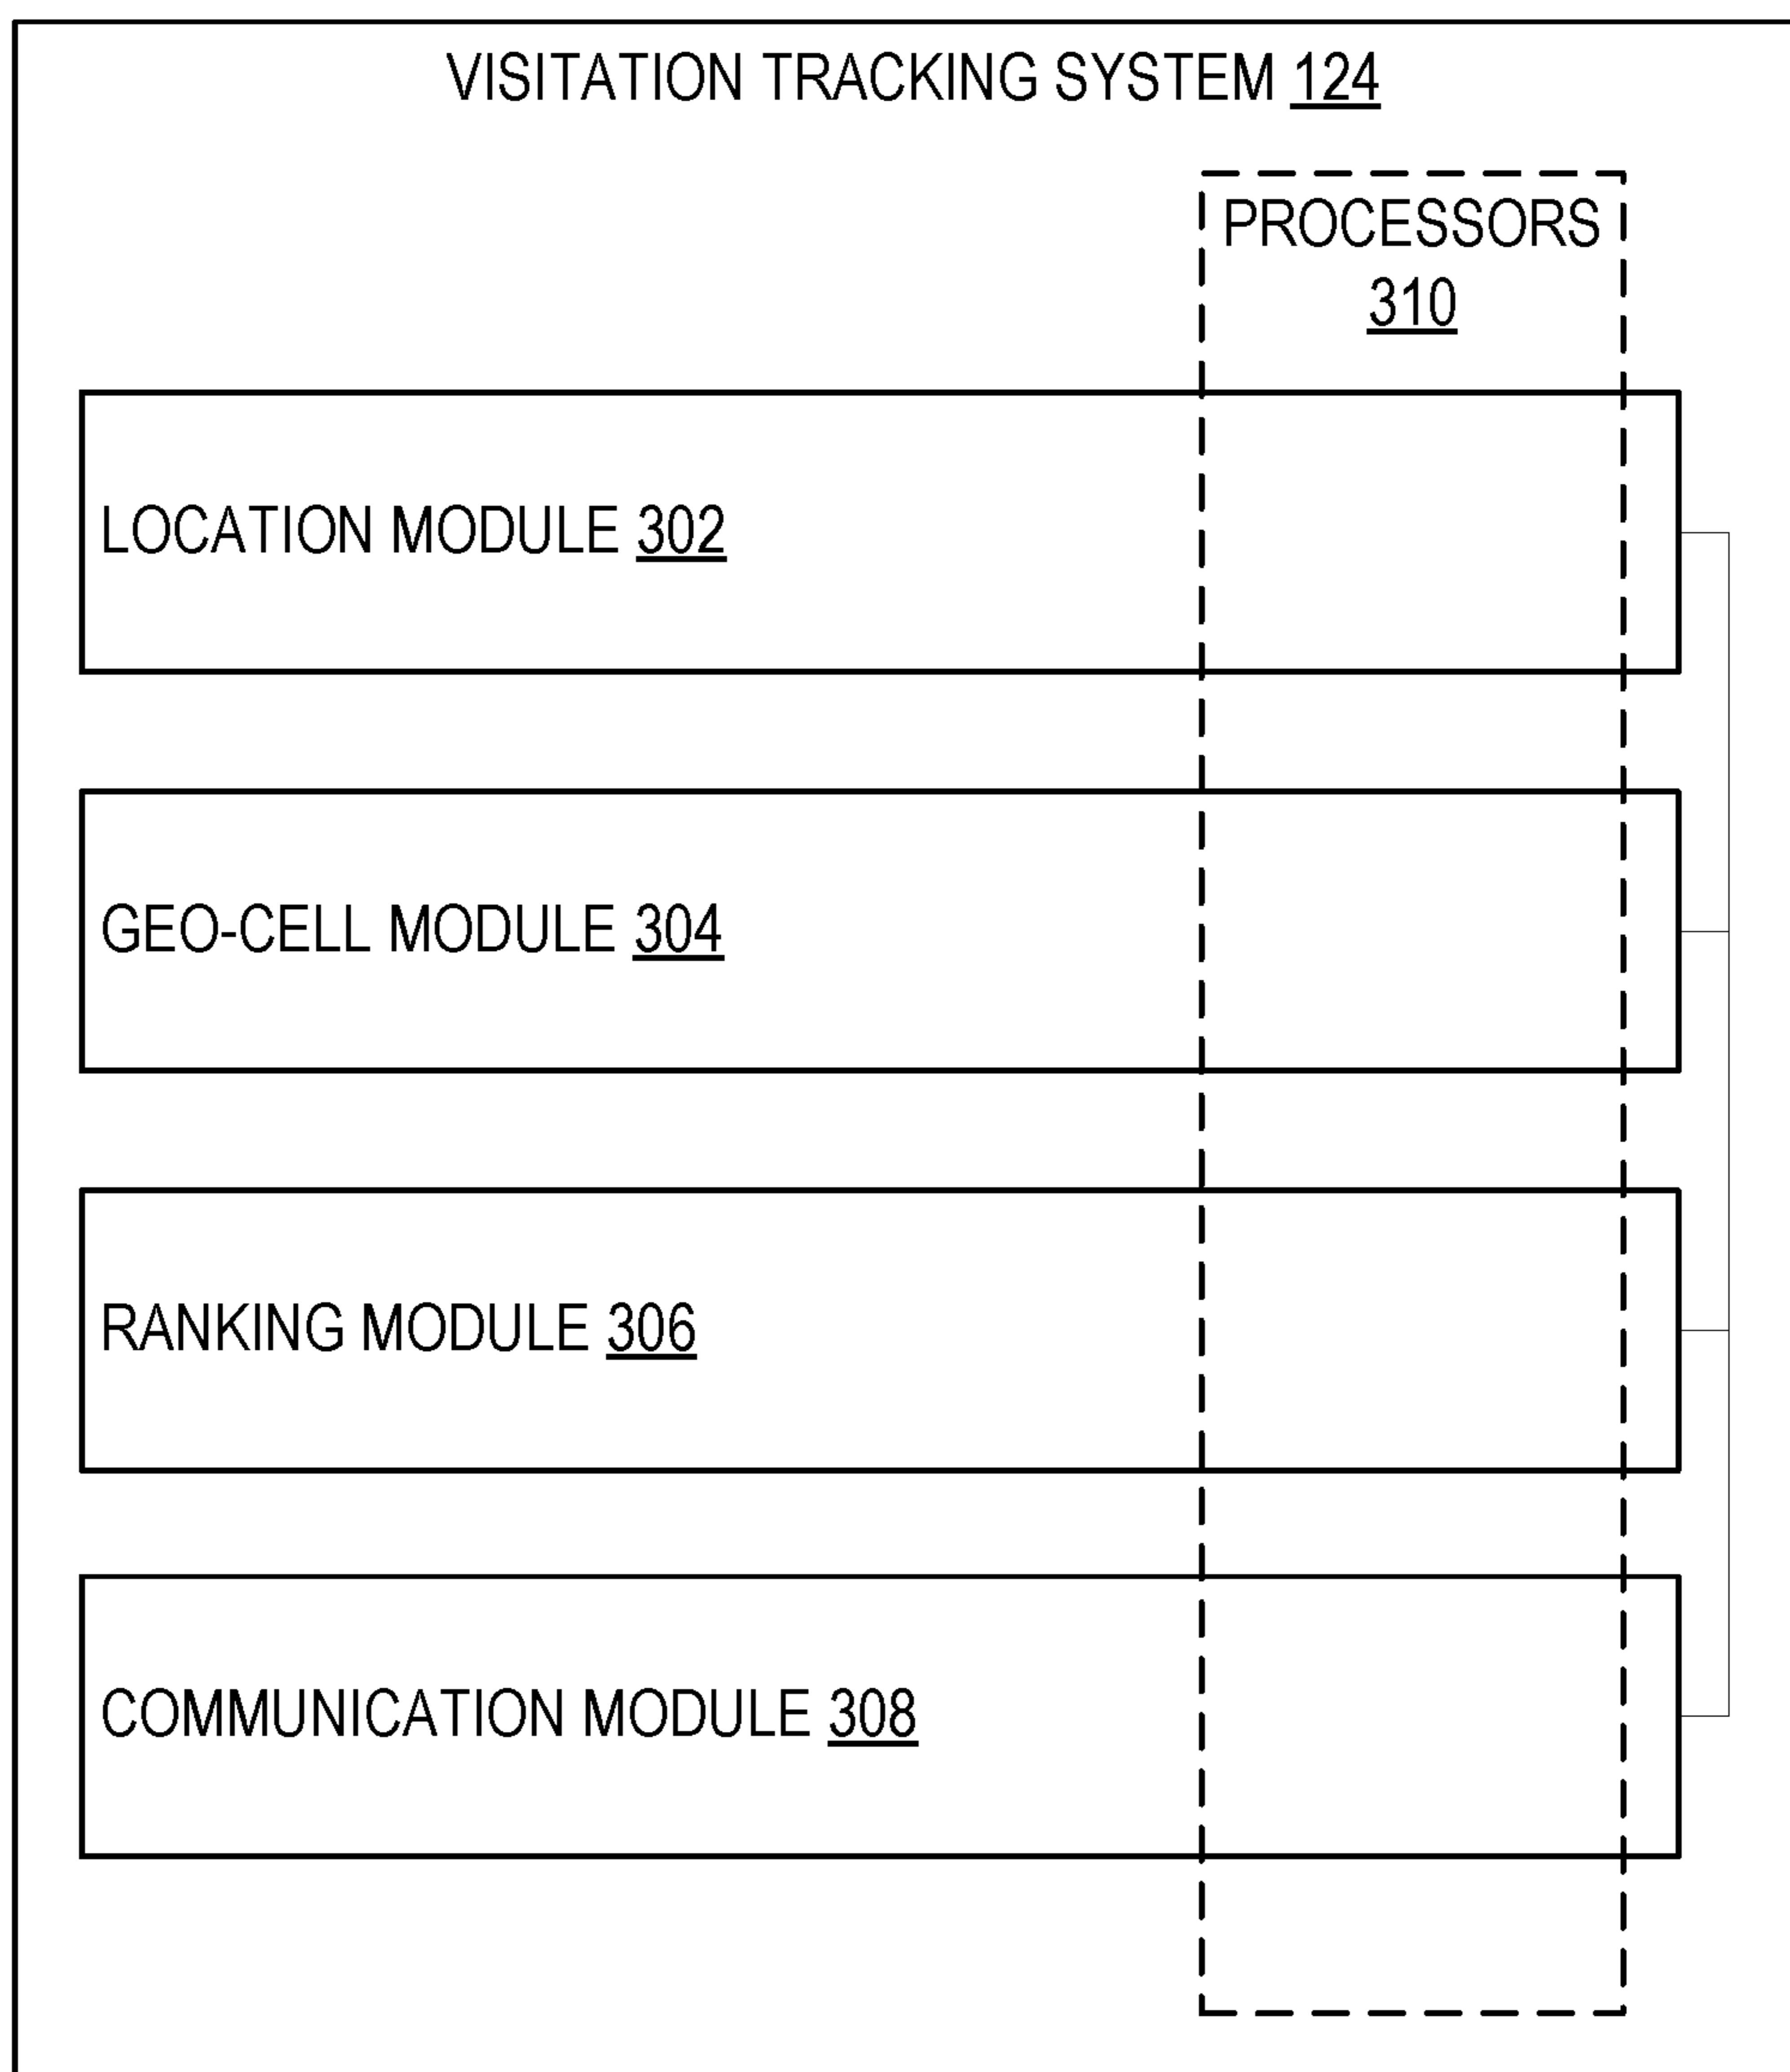 VISITATION TRACKING SYSTEM 124
PROCESSORS
310
LOCATION MODULE 302
GEO-CELL MODULE 304
RANKING MODULE 306
COMMUNICATION MODULE 308